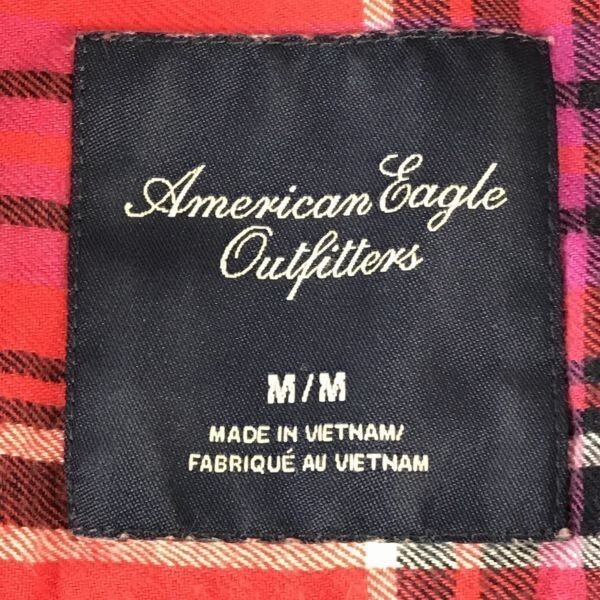 American Eagle
Outfitters
M/M
MADE IN VIETNAM/
FABRIQUÉ AU VIETNAM